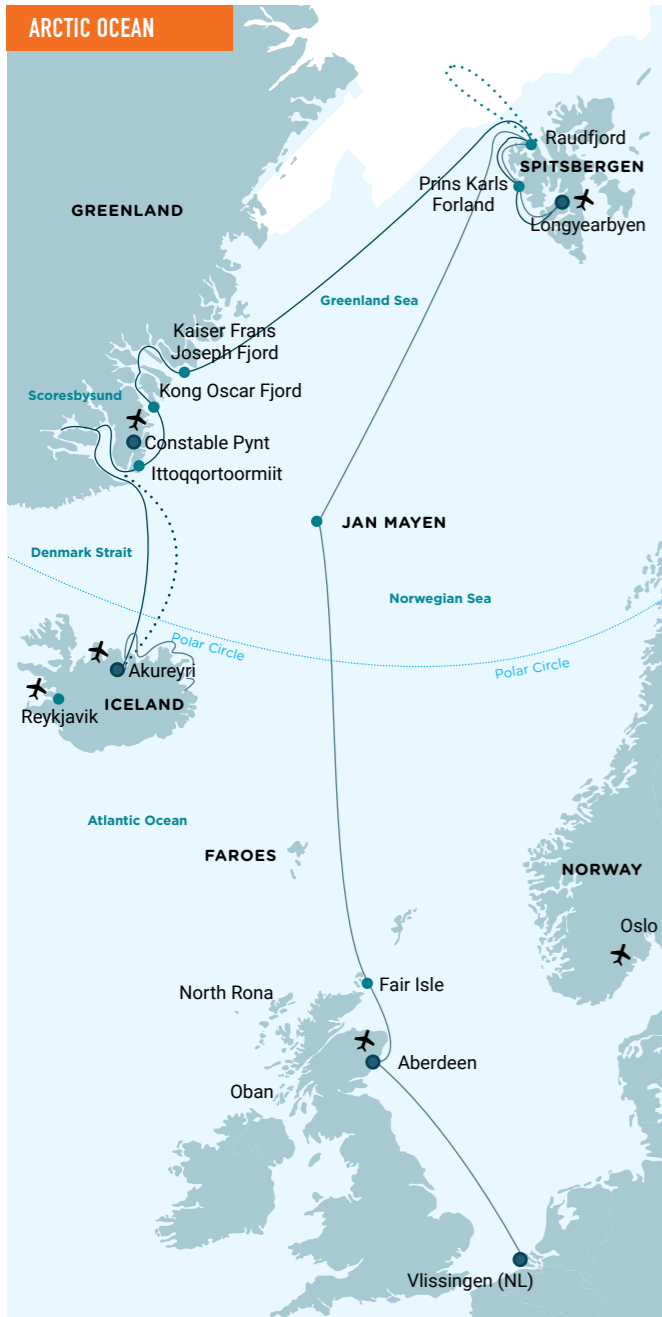 ARCTIC OCEAN
Raudfjord
SPITSBERGEN
Prins Karls
Forland
Longyearbyen
GREENLAND
Greenland Sea
Kaiser Frans
Joseph Fjord
Kong Oscar Fjord
Scoresbysund
Constable Pynt
Ittoqqortoormiit
JAN MAYEN
Denmark Strait
Norwegian Sea
Polar Circle
Polar Circle
Akureyri
ICELAND
Reykjavik
Atlantic Ocean
FAROES
NORWAY
Oslo
Fair Isle
North Rona
Aberdeen
Oban
Vlissingen (NL)